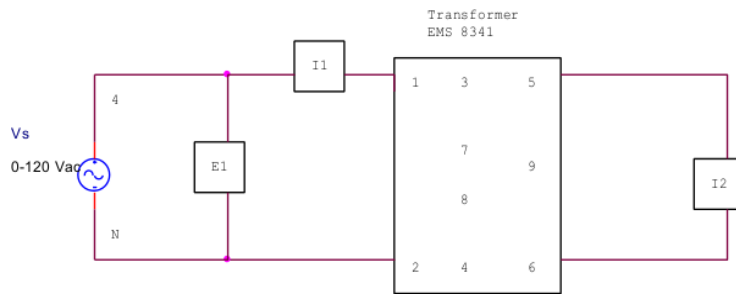 Transformer
EMS 8341
I1
1 3 5
4
Vs
7
0-120 Vac
E1
9
I2
8
N
2 4 6